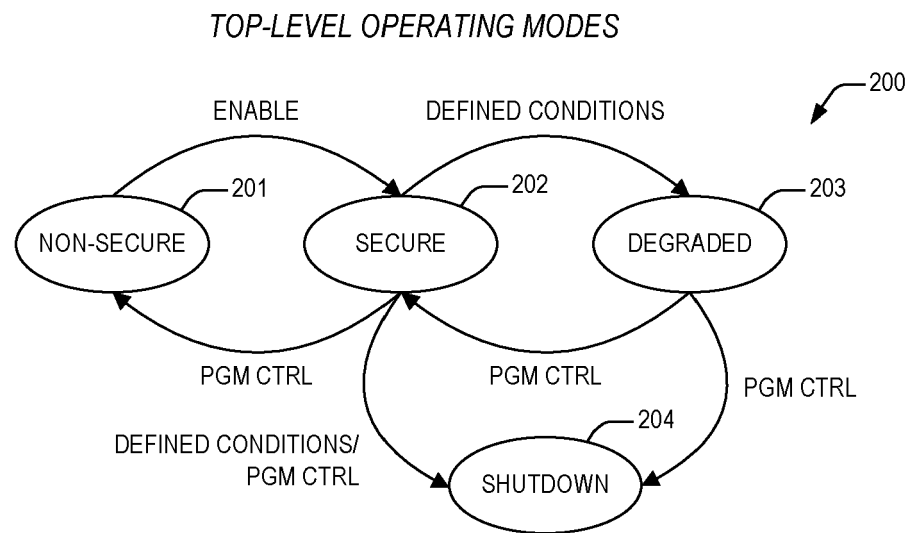 TOP-LEVEL OPERATING MODES
200
ENABLE
DEFINED CONDITIONS
201
202
203
NON-SECURE
SECURE
DEGRADED
PGM CTRL
PGM CTRL
PGM CTRL
DEFINED CONDITIONS/
PGM CTRL
204
SHUTDOWN